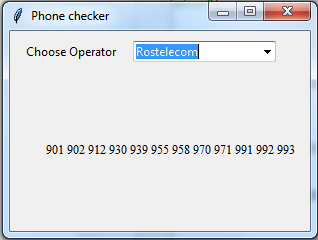 Phone checker
Choose Operator Rostelecom
901 902 912 930 939 955 958 970 971 991 992 993